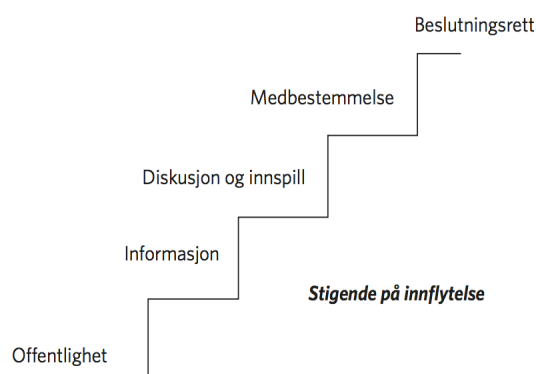 Beslutningsrett
Medbestemmelse
Diskusjon og innspill
Informasjon
Stigende på innflytelse
Offentlighet